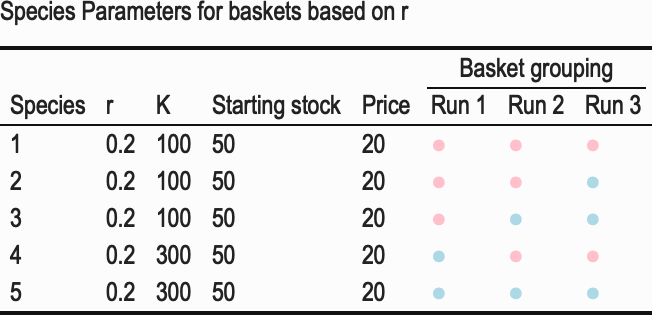 Species Parameters for baskets based on r
Basket grouping
Species r K Starting stock Price Run 1 Run 2 Run 3
1 0.2 100 50 20
2 0.2 100 50 20
3 0.2 100 50 20
4 0.2 300 50 20
5 0.2 300 50 20